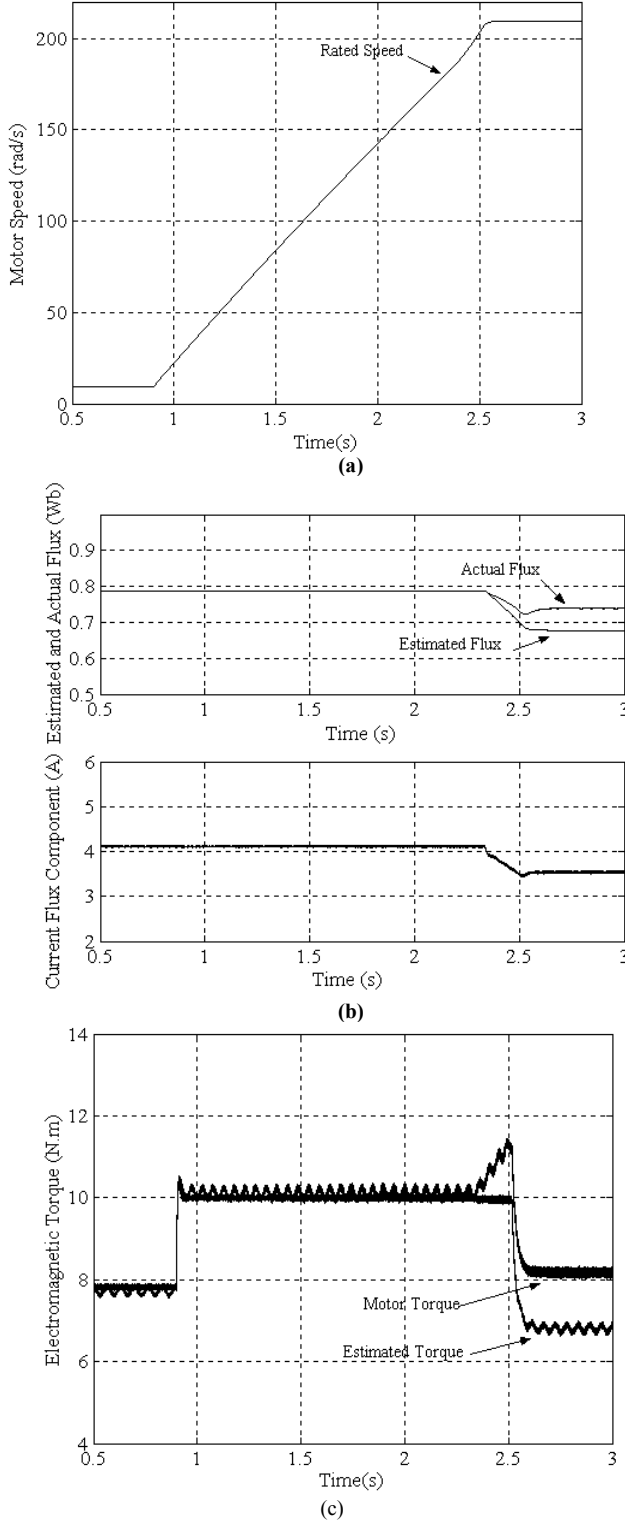 Motor Speed (rad/s)
200
150
100
50
0
Rated Speed
0.5 1 1.5 2 2.5 3
Time(s)
(a)
Estimated and Actual Flux (Wb)
0.9
0.8
0.7
0.6
0.5
Actual Flux
Estimated Flux
0.5 1 1.5 2 2.5 3
Time (s)
Current Flux Component (A)
6
5
4
3
2
0.5 1 1.5 2 2.5 3
Time (s)
(b)
Electromagnetic Torque (N.m)
14
12
10
8
6
4
Motor Torque
Estimated Torque
0.5 1 1.5 2 2.5 3
Time(s)
(c)